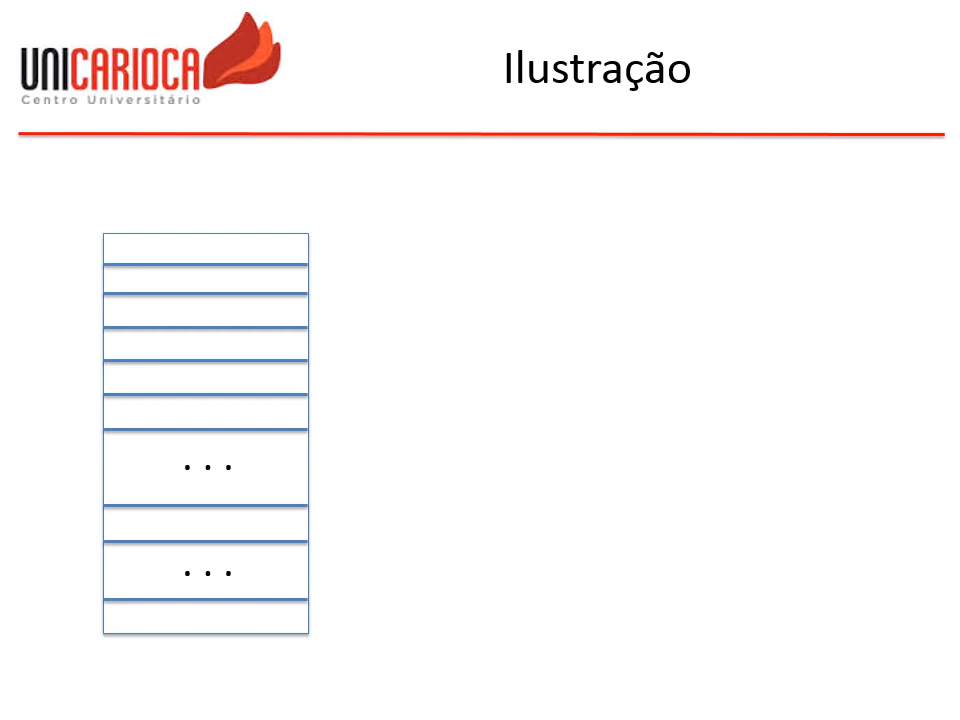 UNICARIOCA
Centro Universitário
Ilustração
. . .
. . .